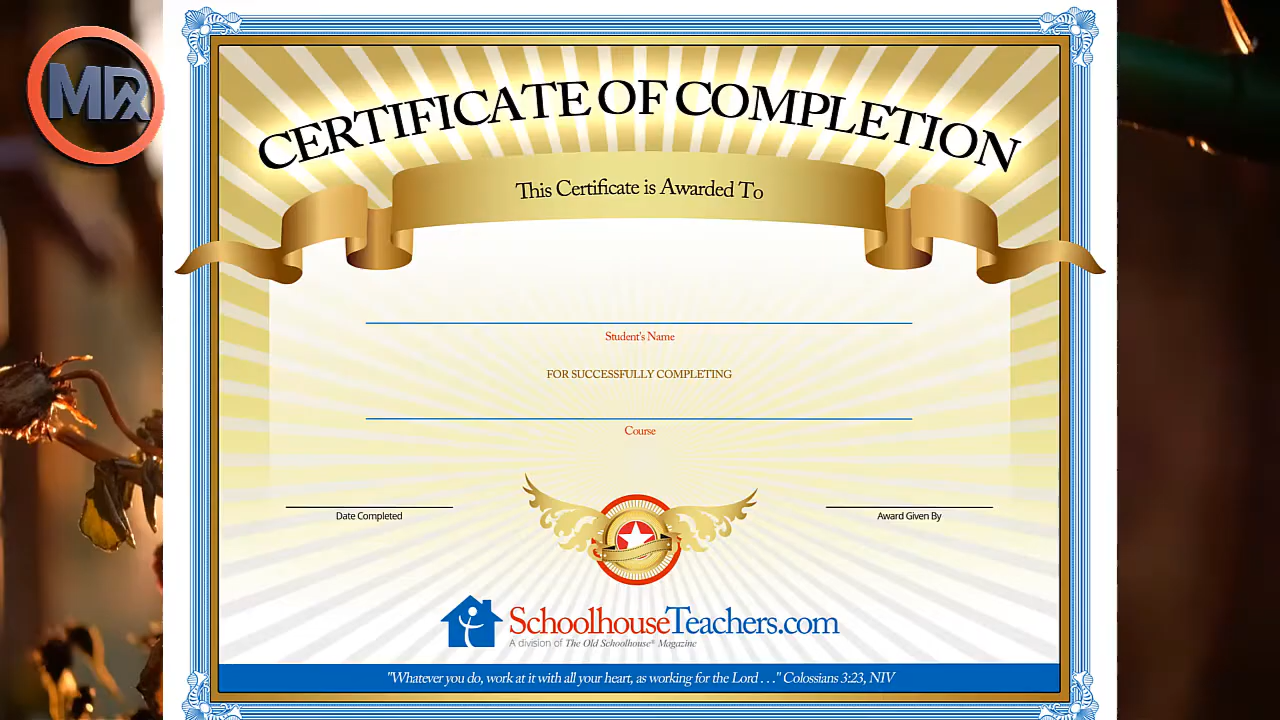 MDX
CERTIFICATE OF COMPLETION
This Certificate is Awarded To
Student's Name
FOR SUCCESSFULLY COMPLETING
Course
Date Completed
Award Given By
SchoolhouseTeachers.com
A division of The Old Schoolhouse® Magazine
"Whatever you do, work at it with all your heart, as working for the Lord . . ." Colossians 3:23, NIV